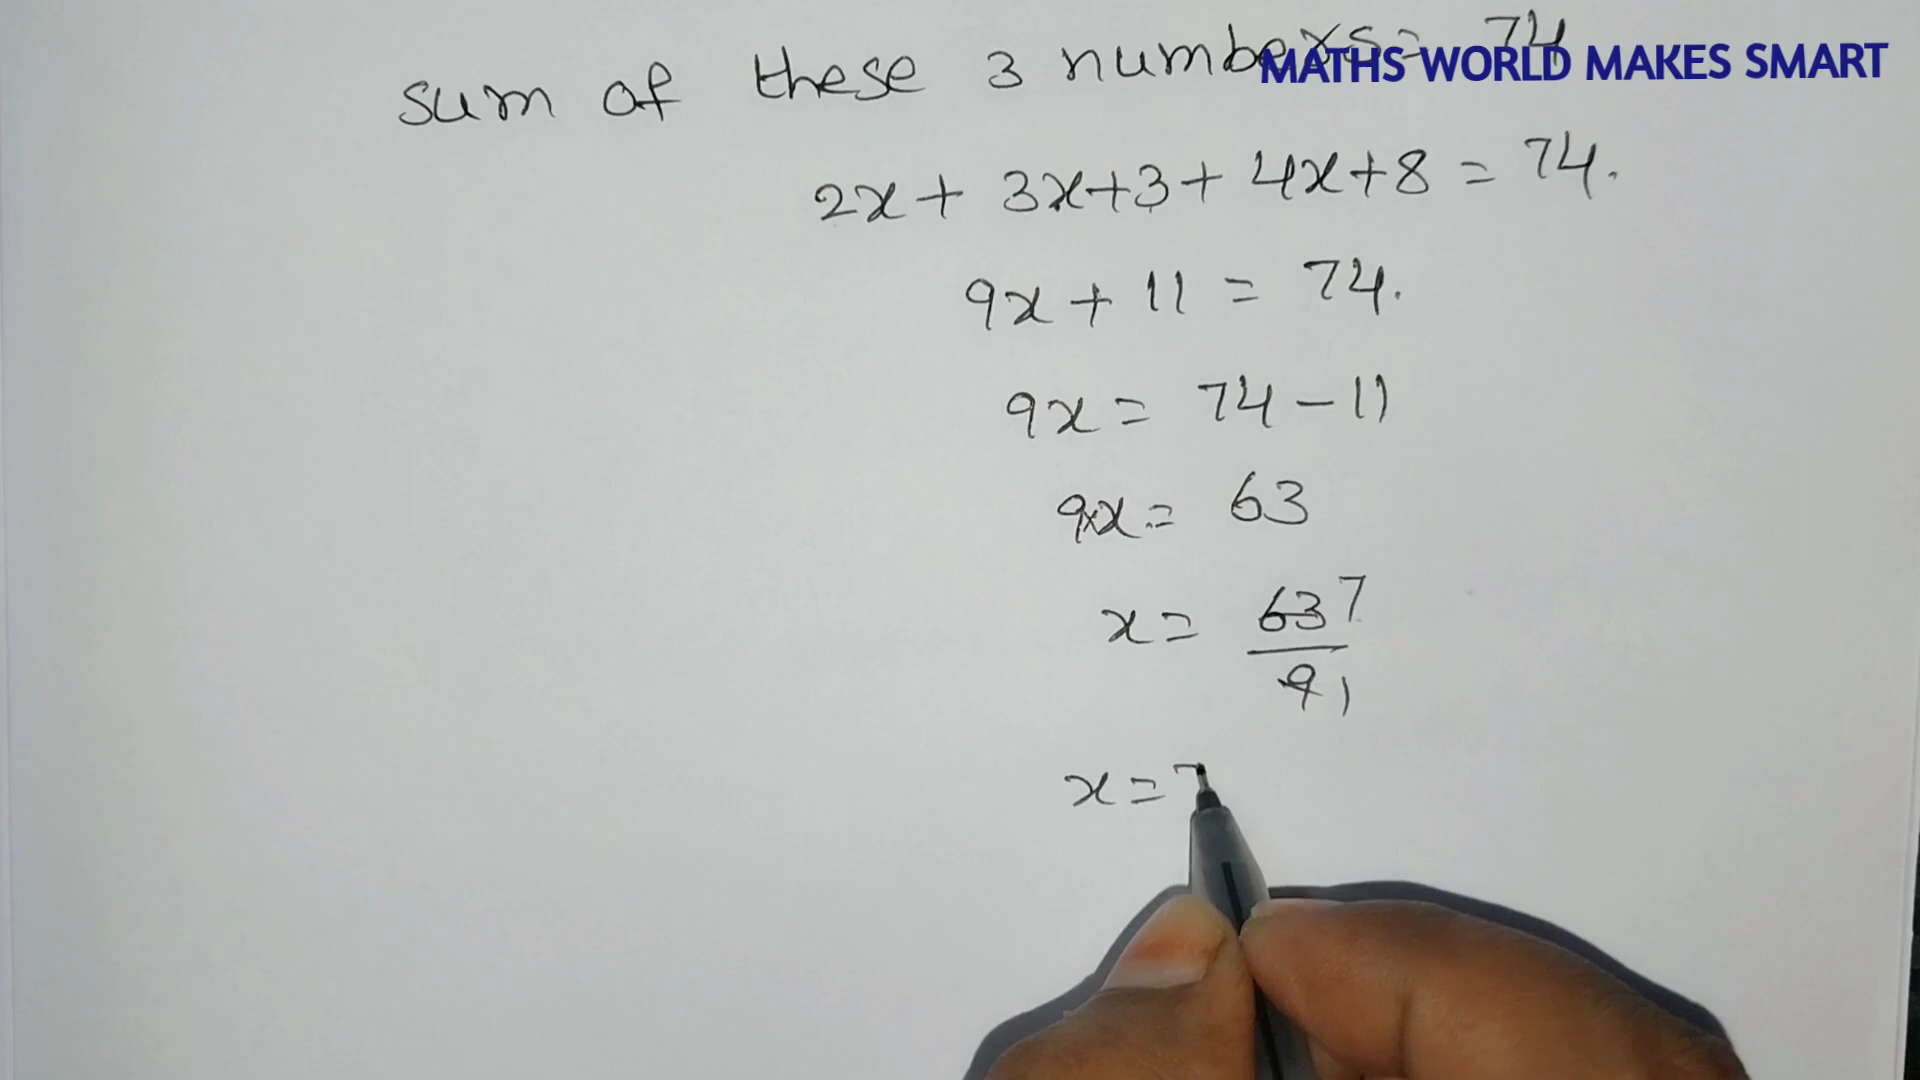 MATHS WORLD MAKES SMART
sum of these 3 numbers = 74
2x + 3x+3 + 4x+8 = 74.
9x + 11 = 74.
9x = 74 - 11
9×x = 63
x = 63 7
9 1
x = 7